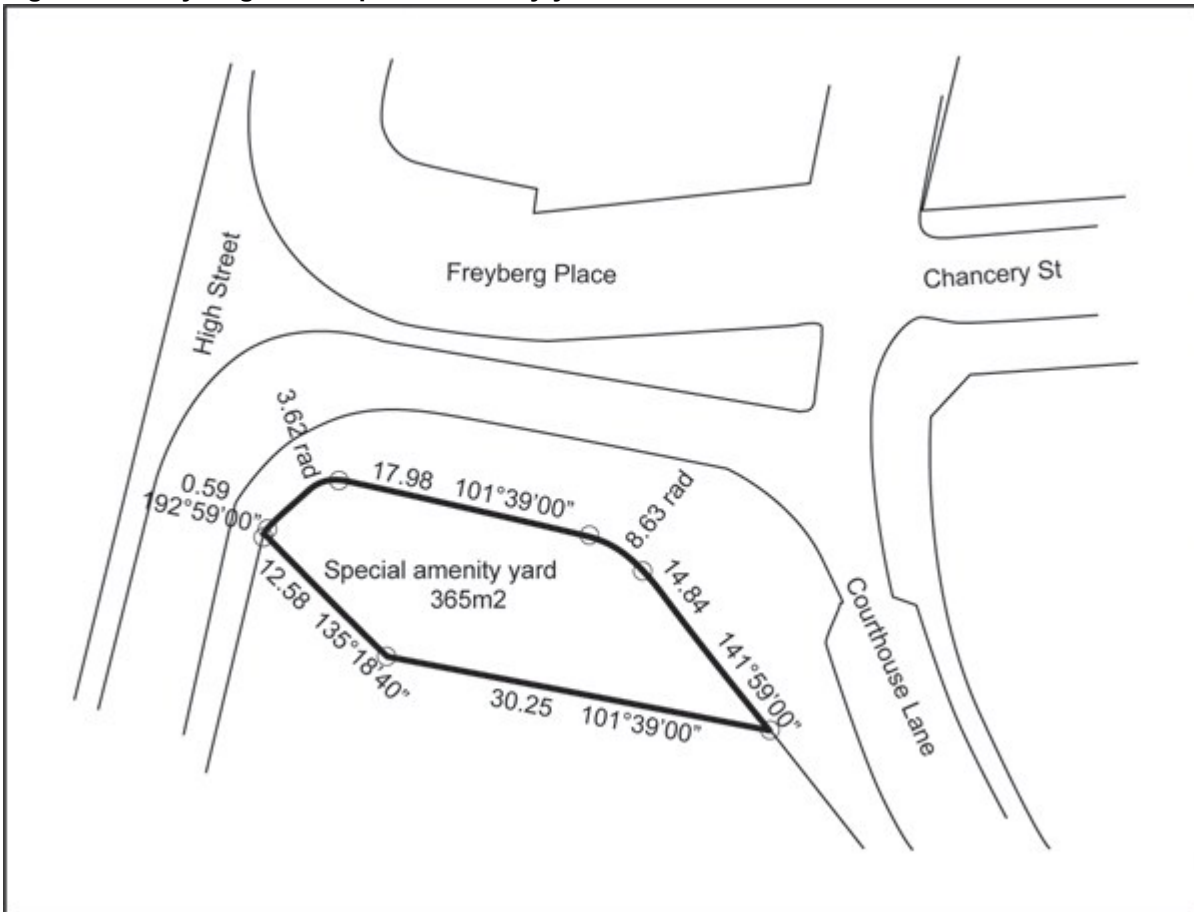 High Street
Freyberg Place
Chancery St
3.62 rad
0.59
192°59'00"
17.98 101°39'00"
8.63 rad
Special amenity yard
365m2
12.58 135°18'40"
14.84 141°59'00"
30.25 101°39'00"
Courthouse Lane